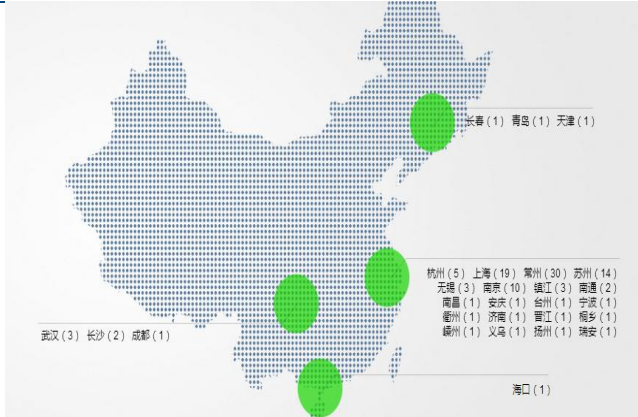 长春（1） 青岛（1） 天津（1）
杭州（5） 上海（19） 常州（30） 苏州（14）
无锡（3） 南京（10） 镇江（3） 南通（2）
南昌（1） 安庆（1） 台州（1） 宁波（1）
衢州（1） 济南（1） 晋江（1） 桐乡（1）
嵊州（1） 义乌（1） 扬州（1） 瑞安（1）
武汉（3） 长沙（2） 成都（1）
海口（1）